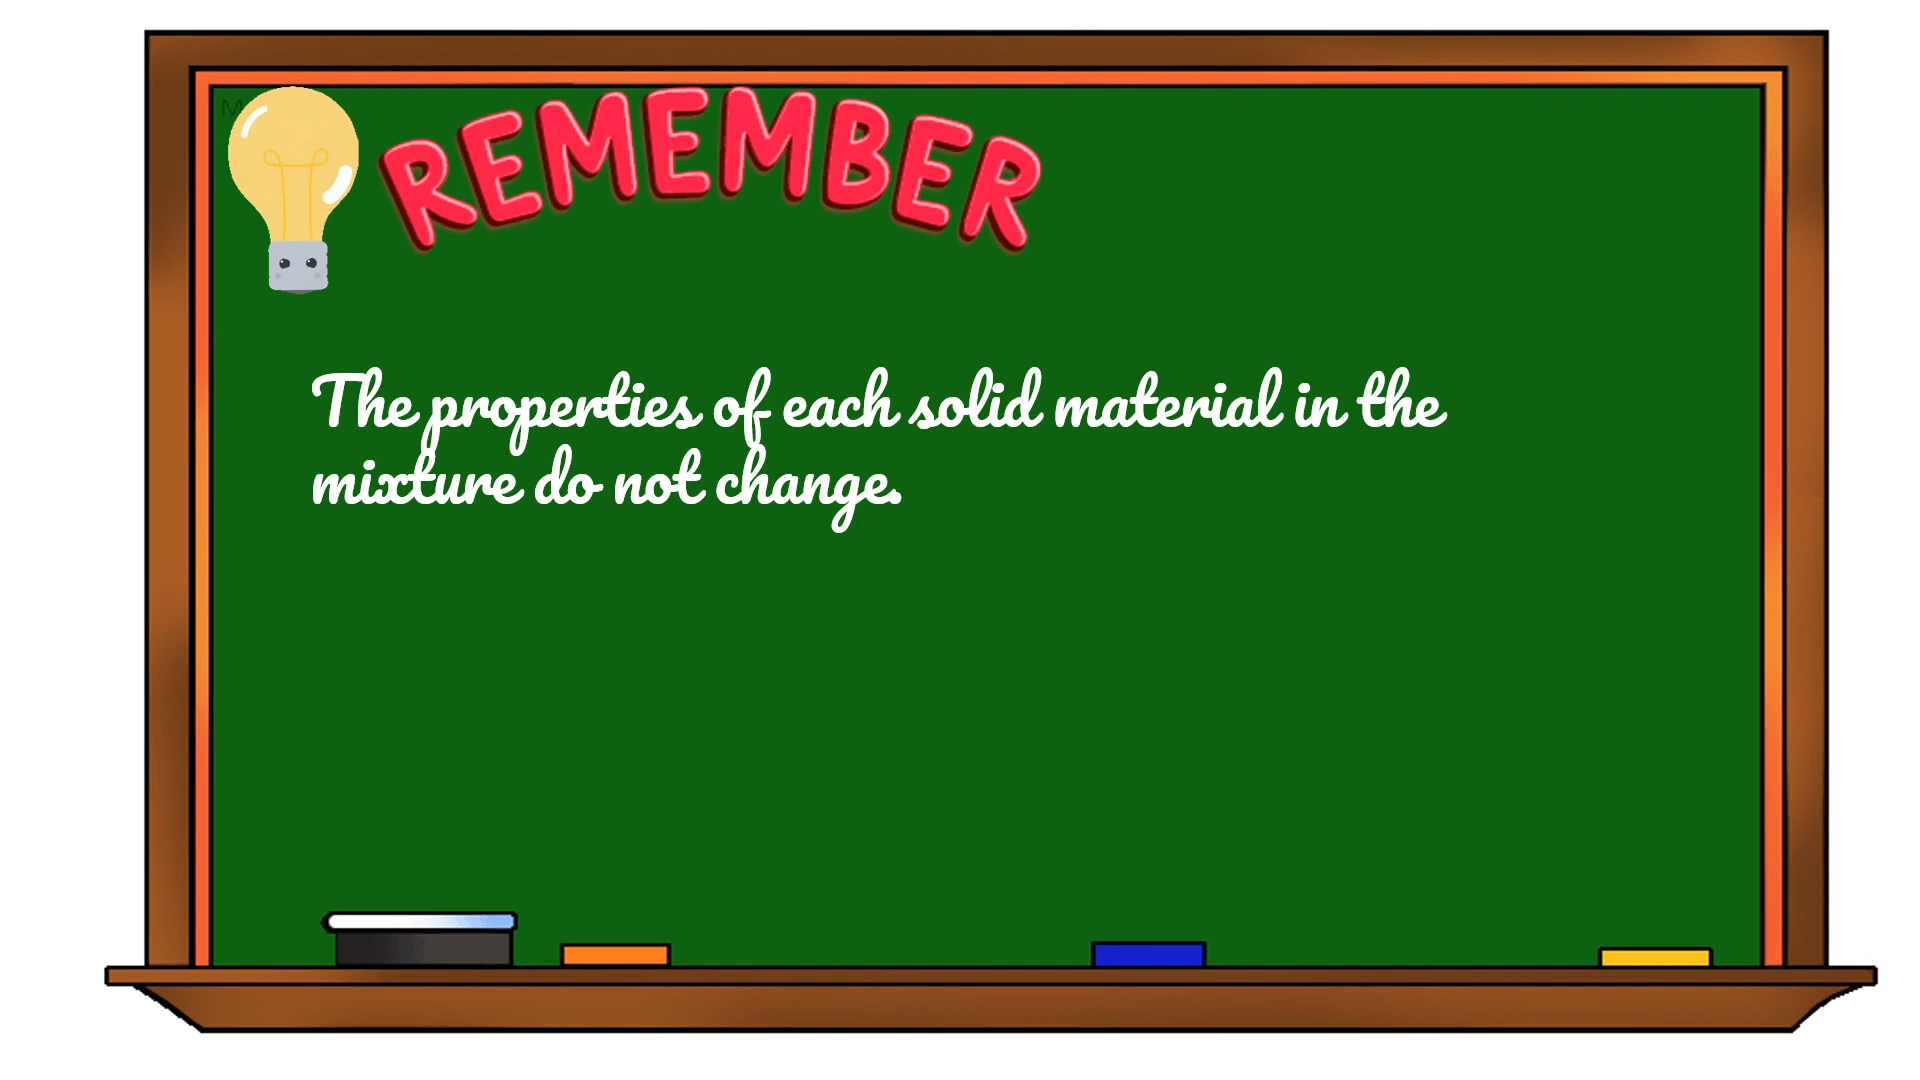 REMEMBER
The properties of each solid material in the
mixture do not change.